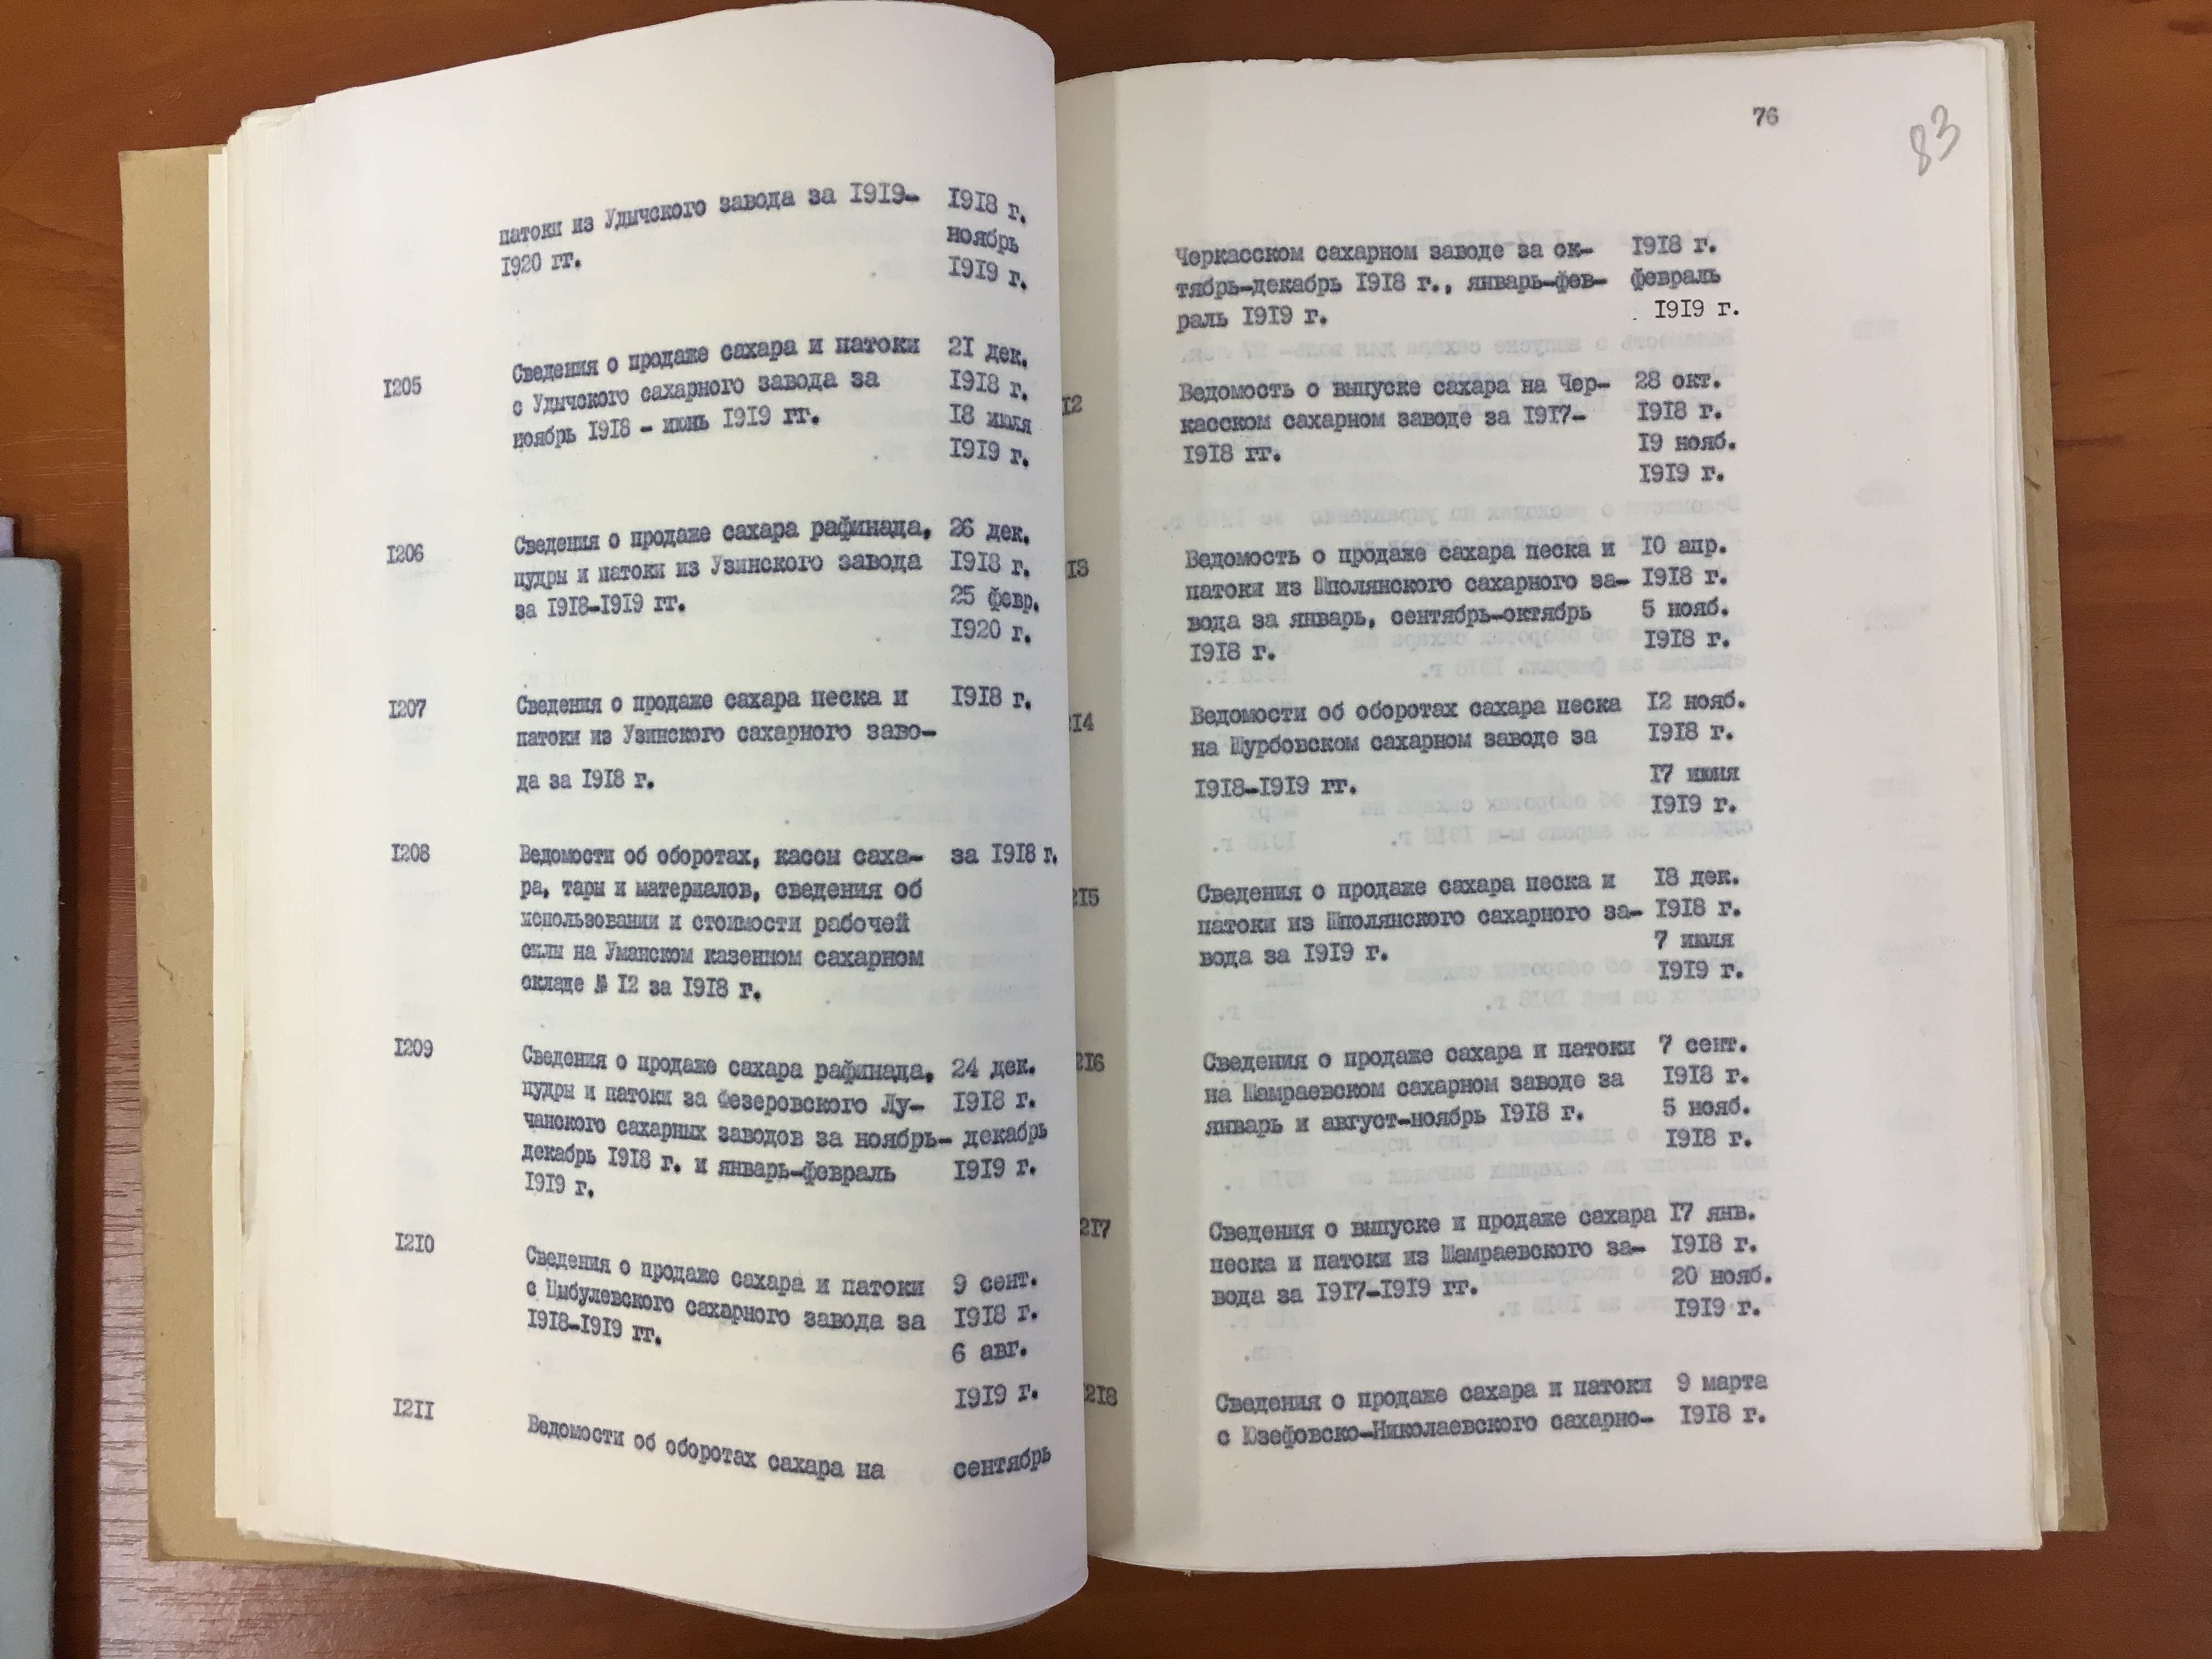 патоки из Удычского завода за 1919- 1918 г.
1920 гг. ноябрь
1919 г.
1205 Сведения о продаже сахара и патоки 21 дек.
с Удычского сахарного завода за 1918 г.
ноябрь 1918 - июнь 1919 гг. 18 июля
1919 г.
1206 Сведения о продаже сахара рафинада, 26 дек.
пудры и патоки из Узинского завода 1918 г.
за 1918-1919 гг. 25 февр.
1920 г.
1207 Сведения о продаже сахара песка и 1918 г.
патоки из Узинского сахарного заво-
да за 1918 г.
1208 Ведомости об оборотах, кассы саха- за 1918 г.
ра, тары и материалов, сведения об
использовании и стоимости рабочей
силы на Уманском казенном сахарном
складе № 12 за 1918 г.
1209 Сведения о продаже сахара рафинада, 24 дек.
пудры и патоки за Фезеровского Лу- 1918 г.
чанского сахарных заводов за ноябрь- декабрь
декабрь 1918 г. и январь-февраль 1919 г.
1919 г.
1210 Сведения о продаже сахара и патоки 9 сент.
с Цыбулевского сахарного завода за 1918 г.
1918-1919 гг. 6 авг.
1919 г.
1211 Ведомости об оборотах сахара на сентябрь
76
83
Черкасском сахарном заводе за ок- 1918 г.
тябрь-декабрь 1918 г., январь-фев- февраль
раль 1919 г. 1919 г.
12 Ведомость о выпуске сахара на Чер- 28 окт.
касском сахарном заводе за 1917- 1918 г.
1918 гг. 19 нояб.
1919 г.
13 Ведомость о продаже сахара песка и 10 апр.
патоки из Шполянского сахарного за- 1918 г.
вода за январь, сентябрь-октябрь 5 нояб.
1918 г. 1918 г.
214 Ведомости об оборотах сахара песка 12 нояб.
на Щурбовском сахарном заводе за 1918 г.
1918-1919 гг. 17 июня
1919 г.
215 Сведения о продаже сахара песка и 18 дек.
патоки из Шполянского сахарного за- 1918 г.
вода за 1919 г. 7 июля
1919 г.
216 Сведения о продаже сахара и патоки 7 сент.
на Шамраевском сахарном заводе за 1918 г.
январь и август-ноябрь 1918 г. 5 нояб.
1918 г.
217 Сведения о выпуске и продаже сахара 17 янв.
песка и патоки из Шамраевского за- 1918 г.
вода за 1917-1919 гг. 20 нояб.
1919 г.
218 Сведения о продаже сахара и патоки 9 марта
с Юзефовско-Николаевского сахарно- 1918 г.